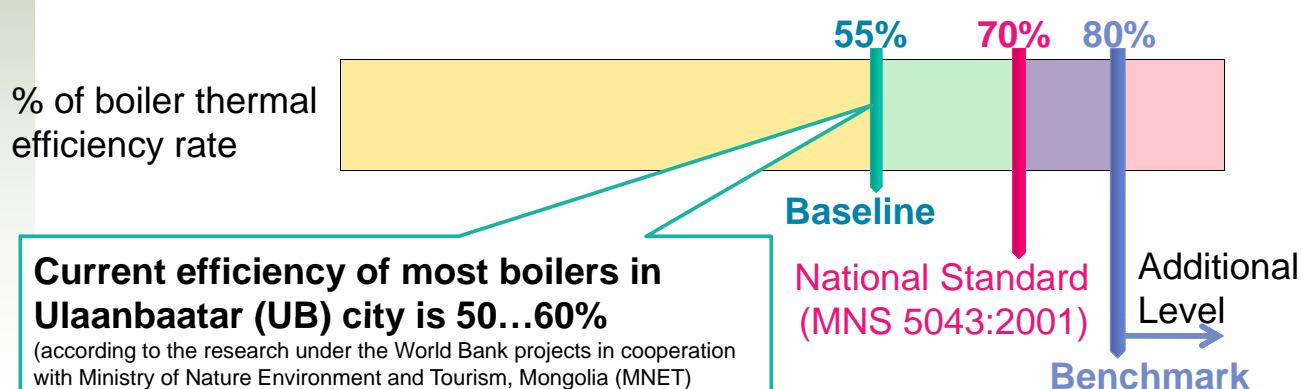 55% 70% 80%
% of boiler thermal
efficiency rate
Baseline
National Standard
(MNS 5043:2001)
Additional
Level
Benchmark
Current efficiency of most boilers in
Ulaanbaatar (UB) city is 50…60%
(according to the research under the World Bank projects in cooperation
with Ministry of Nature Environment and Tourism, Mongolia (MNET)